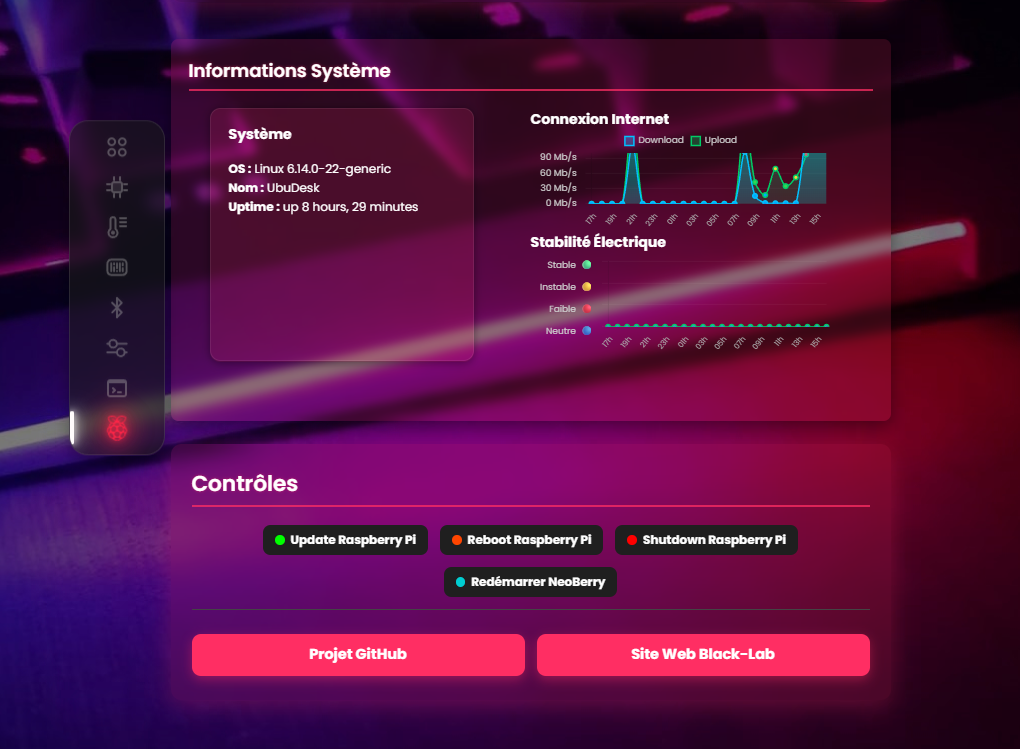 Informations Système
Système
OS : Linux 6.14.0-22-generic
Nom : UbuDesk
Uptime : up 8 hours, 29 minutes
Connexion Internet
Download Upload
90 Mb/s
60 Mb/s
30 Mb/s
0 Mb/s
17h 19h 21h 23h 01h 03h 05h 07h 09h 11h 13h 15h
Stabilité Électrique
Stable
Instable
Faible
Neutre
17h 19h 21h 23h 01h 03h 05h 07h 09h 11h 13h 15h
Contrôles
Update Raspberry Pi
Reboot Raspberry Pi
Shutdown Raspberry Pi
Redémarrer NeoBerry
Projet GitHub
Site Web Black-Lab